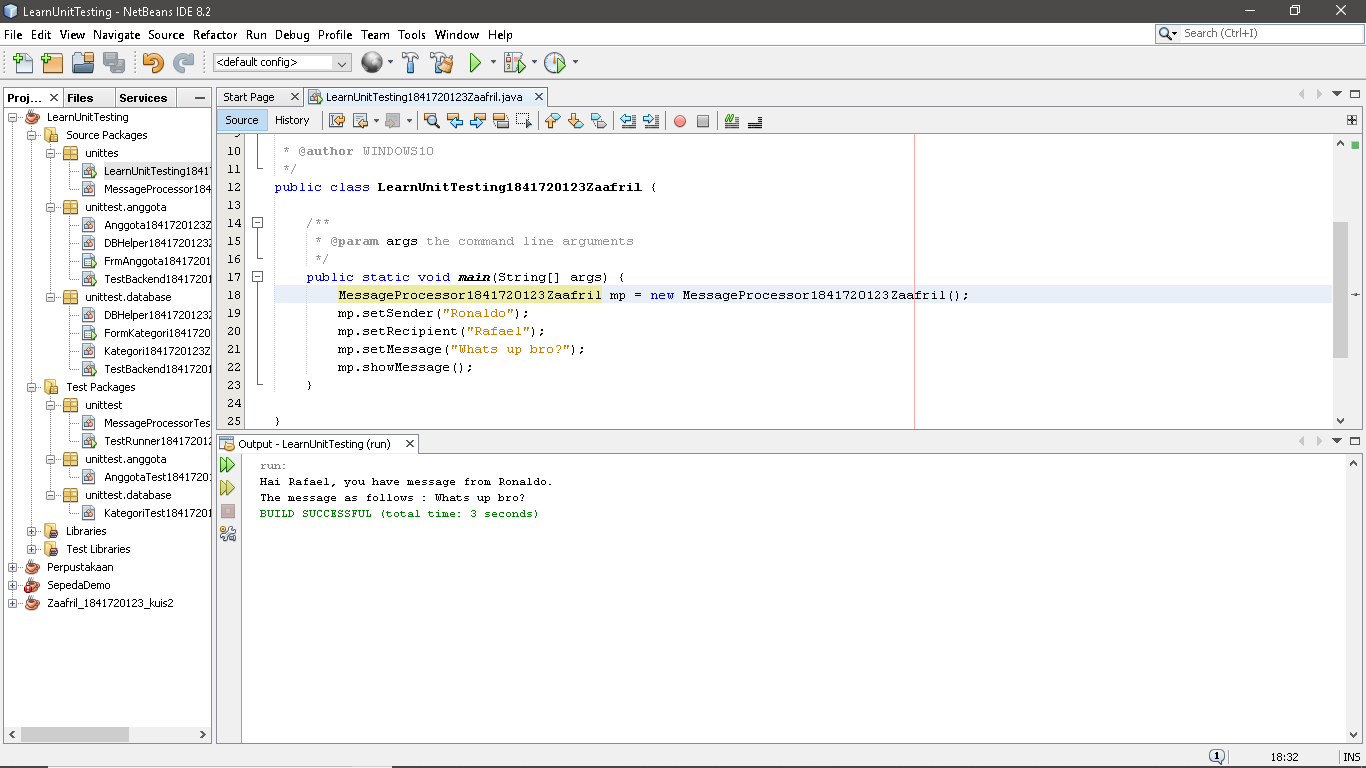 LearnUnitTesting - NetBeans IDE 8.2
File Edit View Navigate Source Refactor Run Debug Profile Team Tools Window Help
Search (Ctrl+I)
<default config>
Proj... Files Services
LearnUnitTesting
Source Packages
unittes
LearnUnitTesting1841
MessageProcessor184
unittest.anggota
Anggota1841720123Z
DBHelper1841720123Z
FrmAnggota18417201
TestBackend18417201
unittest.database
DBHelper1841720123Z
FormKategori1841720
Kategori1841720123Z
TestBackend18417201
Test Packages
unittest
MessageProcessorTes
TestRunner184172012
unittest.anggota
AnggotaTest1841720
unittest.database
KategoriTest18417201
Libraries
Test Libraries
Perpustakaan
SepedaDemo
Zaafril_1841720123_kuis2
Start Page LearnUnitTesting1841720123Zaafril.java
Source History
10 * @author WINDOWS10
11 */
12 public class LearnUnitTesting1841720123Zaafril {
13
14 /**
15 * @param args the command line arguments
16 */
17 public static void main(String[] args) {
18 MessageProcessor1841720123Zaafril mp = new MessageProcessor1841720123Zaafril();
19 mp.setSender("Ronaldo");
20 mp.setRecipient("Rafael");
21 mp.setMessage("Whats up bro?");
22 mp.showMessage();
23 }
24
25 }
Output - LearnUnitTesting (run)
run:
Hai Rafael, you have message from Ronaldo.
The message as follows : Whats up bro?
BUILD SUCCESSFUL (total time: 3 seconds)
1 18:32 INS